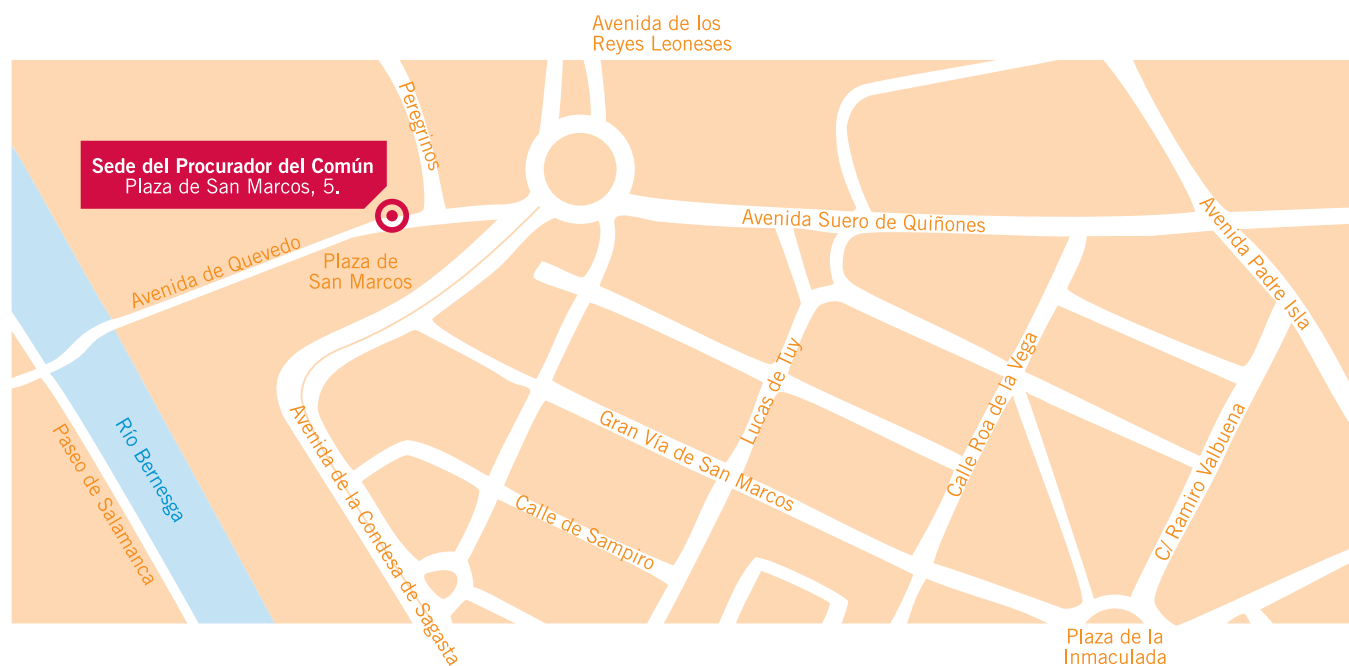 Avenida de los
Reyes Leoneses
Peregrinos
Sede del Procurador del Común
Plaza de San Marcos, 5.
Avenida Suero de Quiñones
Avenida Padre Isla
Avenida de Quevedo
Plaza de
San Marcos
Lucas de Tuy
Calle Roa de la Vega
Gran Vía de San Marcos
C/ Ramiro Valbuena
Río Bernesga
Paseo de Salamanca
Avenida de la Condesa de Sagasta
Calle de Sampiro
Plaza de la
Inmaculada